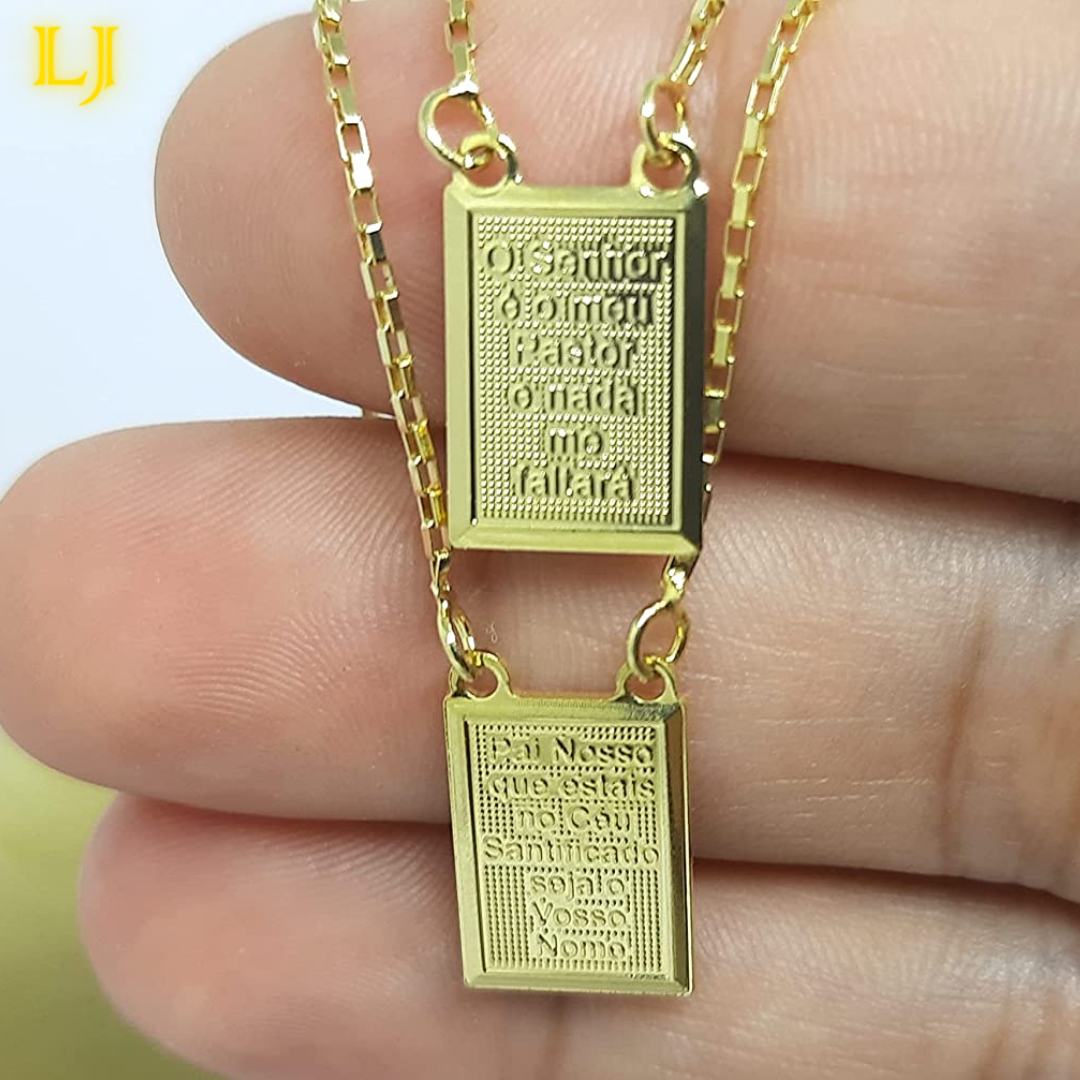 LJ
O Senhor
é o meu
Pastor
e nada
me
faltará
Pai Nosso
que estais
no Céu
Santificado
seja o
Vosso
Nome